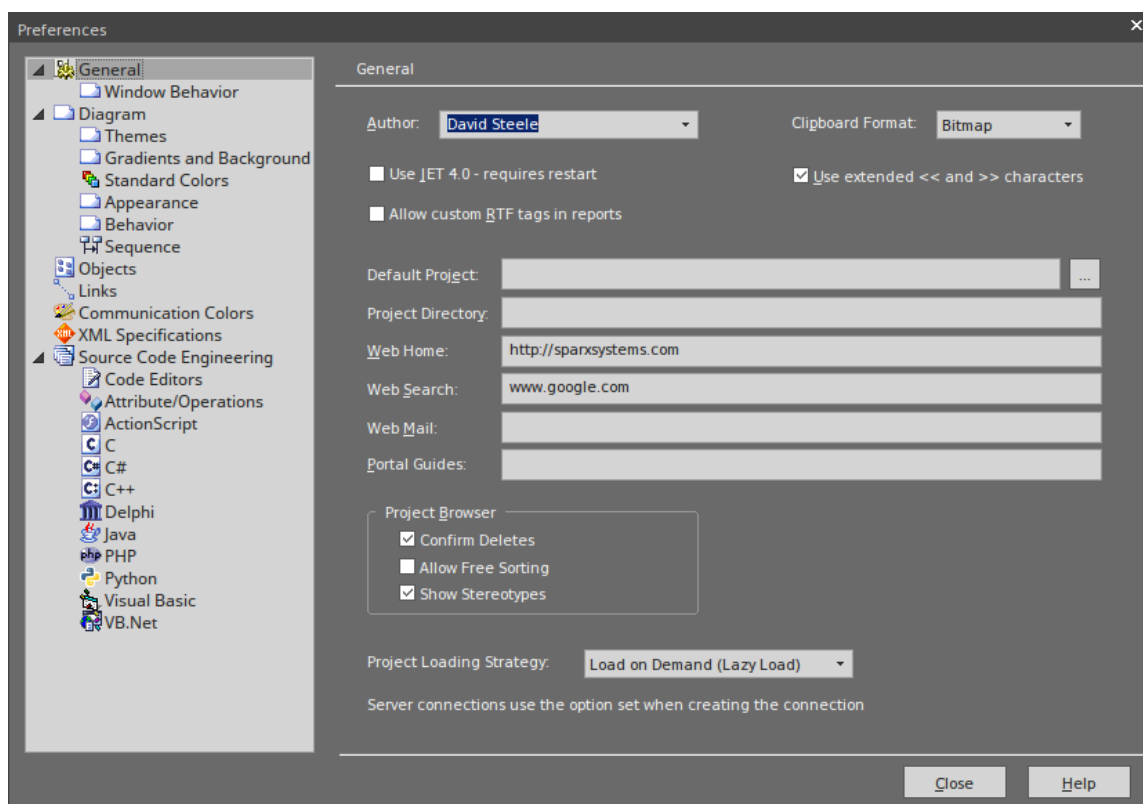 Preferences
General
Window Behavior
Diagram
Themes
Gradients and Background
Standard Colors
Appearance
Behavior
Sequence
Objects
Links
Communication Colors
XML Specifications
Source Code Engineering
Code Editors
Attribute/Operations
ActionScript
C
C#
C++
Delphi
Java
php PHP
Python
Visual Basic
VB.Net
General
Author: David Steele Clipboard Format: Bitmap
Use JET 4.0 - requires restart Use extended << and >> characters
Allow custom RTF tags in reports
Default Project: ...
Project Directory:
Web Home: http://sparxsystems.com
Web Search: www.google.com
Web Mail:
Portal Guides:
Project Browser
Confirm Deletes
Allow Free Sorting
Show Stereotypes
Project Loading Strategy: Load on Demand (Lazy Load)
Server connections use the option set when creating the connection
Close Help